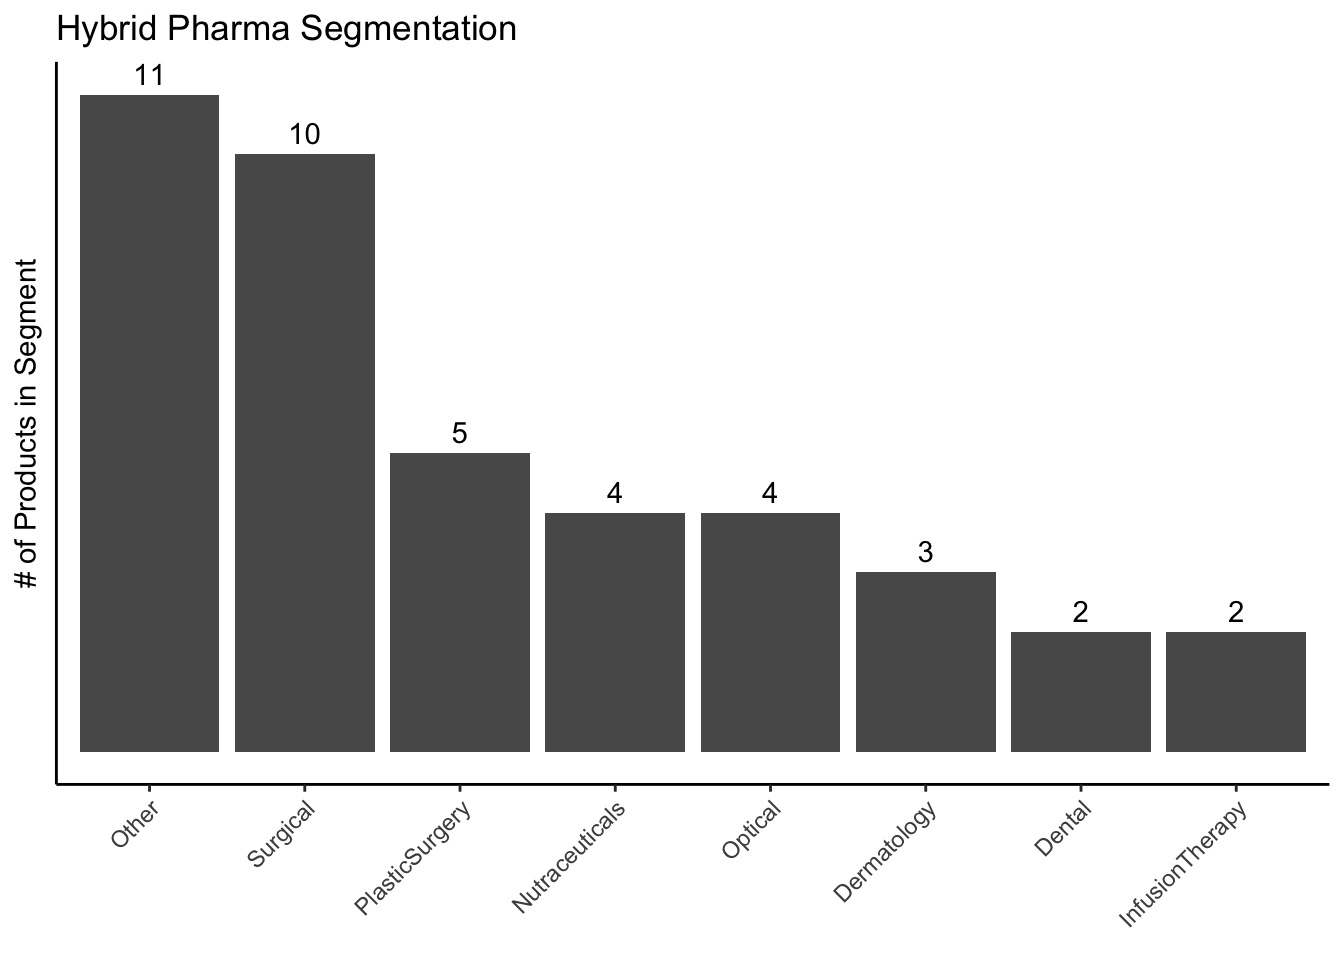 Hybrid Pharma Segmentation
# of Products in Segment
11
10
5
4
4
3
2
2
Other
Surgical
PlasticSurgery
Nutraceuticals
Optical
Dermatology
Dental
InfusionTherapy